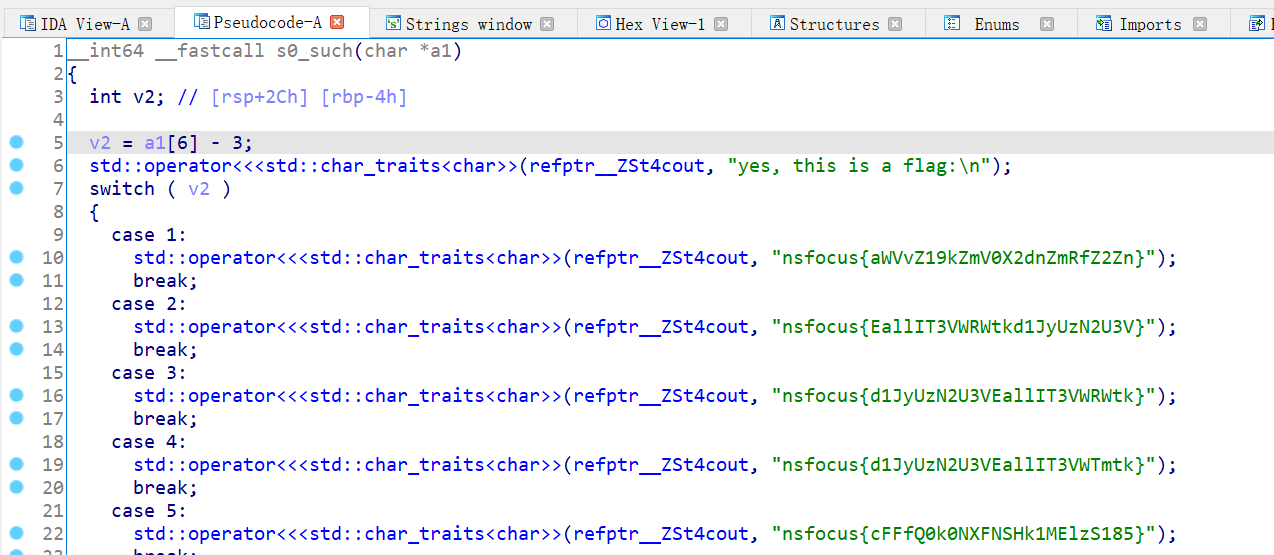 IDA View-A Pseudocode-A Strings window Hex View-1 Structures Enums Imports
1 __int64 __fastcall s0_such(char *a1)
2 {
3 int v2; // [rsp+2Ch] [rbp-4h]
4
5 v2 = a1[6] - 3;
6 std::operator<<<std::char_traits<char>>(refptr__ZSt4cout, "yes, this is a flag:\n");
7 switch ( v2 )
8 {
9 case 1:
10 std::operator<<<std::char_traits<char>>(refptr__ZSt4cout, "nsfocus{aWVvZ19kZmV0X2dnZmRfZ2Zn}");
11 break;
12 case 2:
13 std::operator<<<std::char_traits<char>>(refptr__ZSt4cout, "nsfocus{EallIT3VWRWtkd1JyUzN2U3V}");
14 break;
15 case 3:
16 std::operator<<<std::char_traits<char>>(refptr__ZSt4cout, "nsfocus{d1JyUzN2U3VEallIT3VWRWtk}");
17 break;
18 case 4:
19 std::operator<<<std::char_traits<char>>(refptr__ZSt4cout, "nsfocus{d1JyUzN2U3VEallIT3VWTmtk}");
20 break;
21 case 5:
22 std::operator<<<std::char_traits<char>>(refptr__ZSt4cout, "nsfocus{cFFfQ0k0NXFNSHk1MElzS185}");